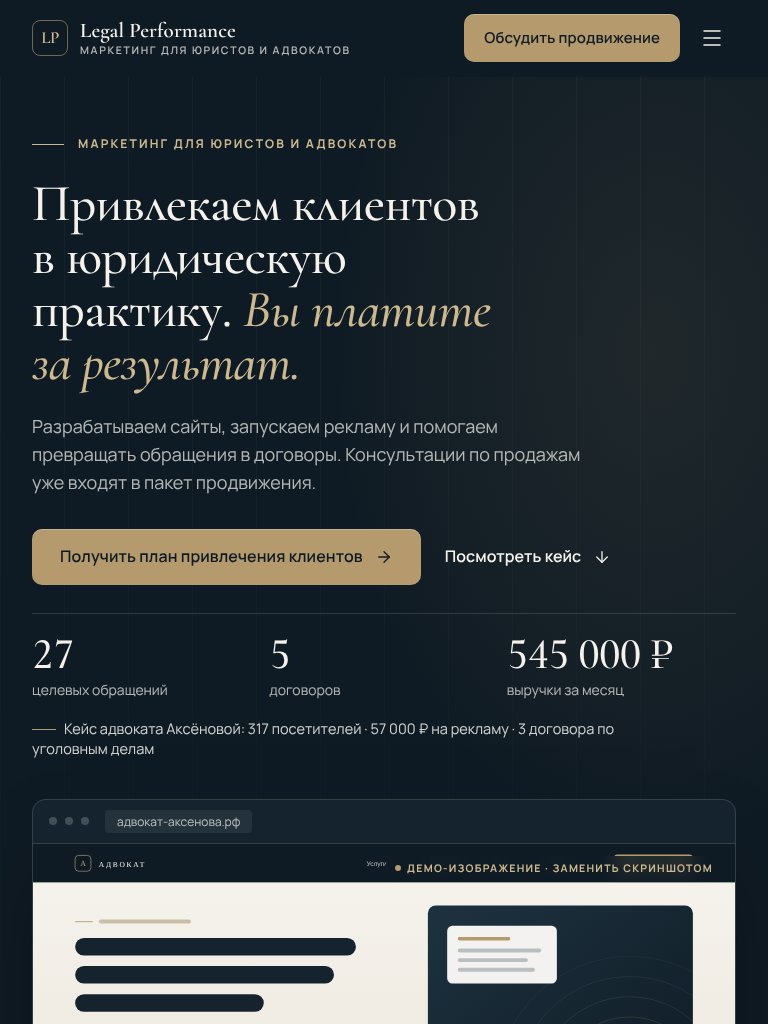 LP
Legal Performance
МАРКЕТИНГ ДЛЯ ЮРИСТОВ И АДВОКАТОВ
Обсудить продвижение
МАРКЕТИНГ ДЛЯ ЮРИСТОВ И АДВОКАТОВ
Привлекаем клиентов
в юридическую
практику. Вы платите
за результат.
Разрабатываем сайты, запускаем рекламу и помогаем
превращать обращения в договоры. Консультации по продажам
уже входят в пакет продвижения.
Получить план привлечения клиентов →
Посмотреть кейс ↓
27
целевых обращений
5
договоров
545 000 ₽
выручки за месяц
Кейс адвоката Аксёновой: 317 посетителей · 57 000 ₽ на рекламу · 3 договора по
уголовным делам
адвокат-аксенова.рф
А АДВОКАТ
Услуги
ДЕМО-ИЗОБРАЖЕНИЕ · ЗАМЕНИТЬ СКРИНШОТОМ